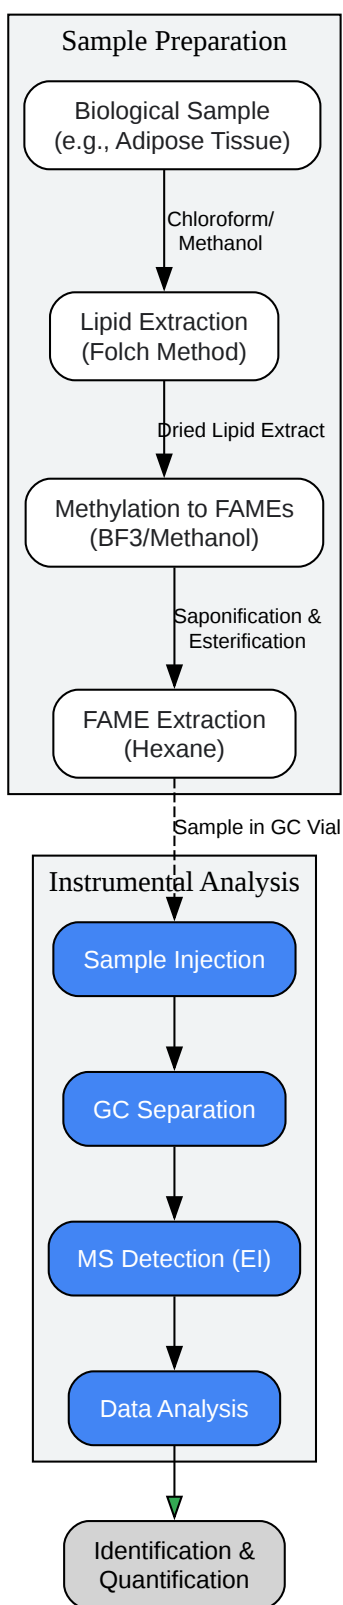 Sample Preparation
Biological Sample
(e.g., Adipose Tissue)
Chloroform/
Methanol
Lipid Extraction
(Folch Method)
Dried Lipid Extract
Methylation to FAMEs
(BF3/Methanol)
Saponification &
Esterification
FAME Extraction
(Hexane)
Sample in GC Vial
Instrumental Analysis
Sample Injection
GC Separation
MS Detection (EI)
Data Analysis
Identification &
Quantification